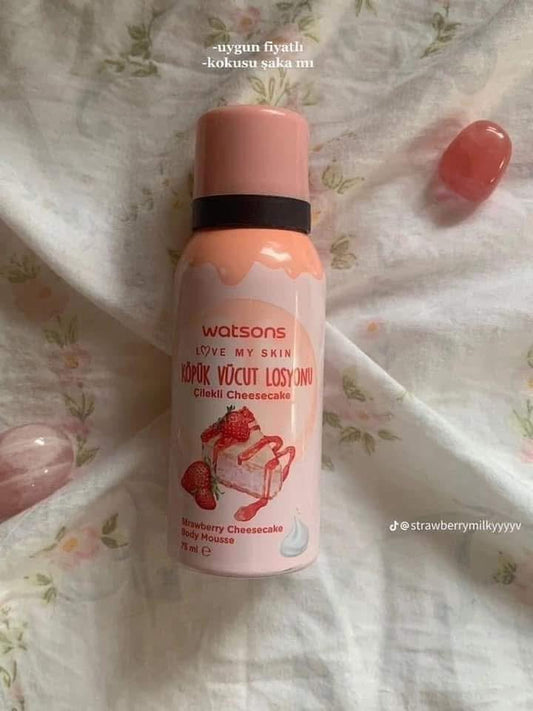 -uygun fiyatlı
-kokusu şaka mı
watsons
LOVE MY SKIN
KÖPÜK VÜCUT LOSYONU
Çilekli Cheesecake
Strawberry Cheesecake
Body Mousse
75 ml e
@strawberrymilkyyyyv